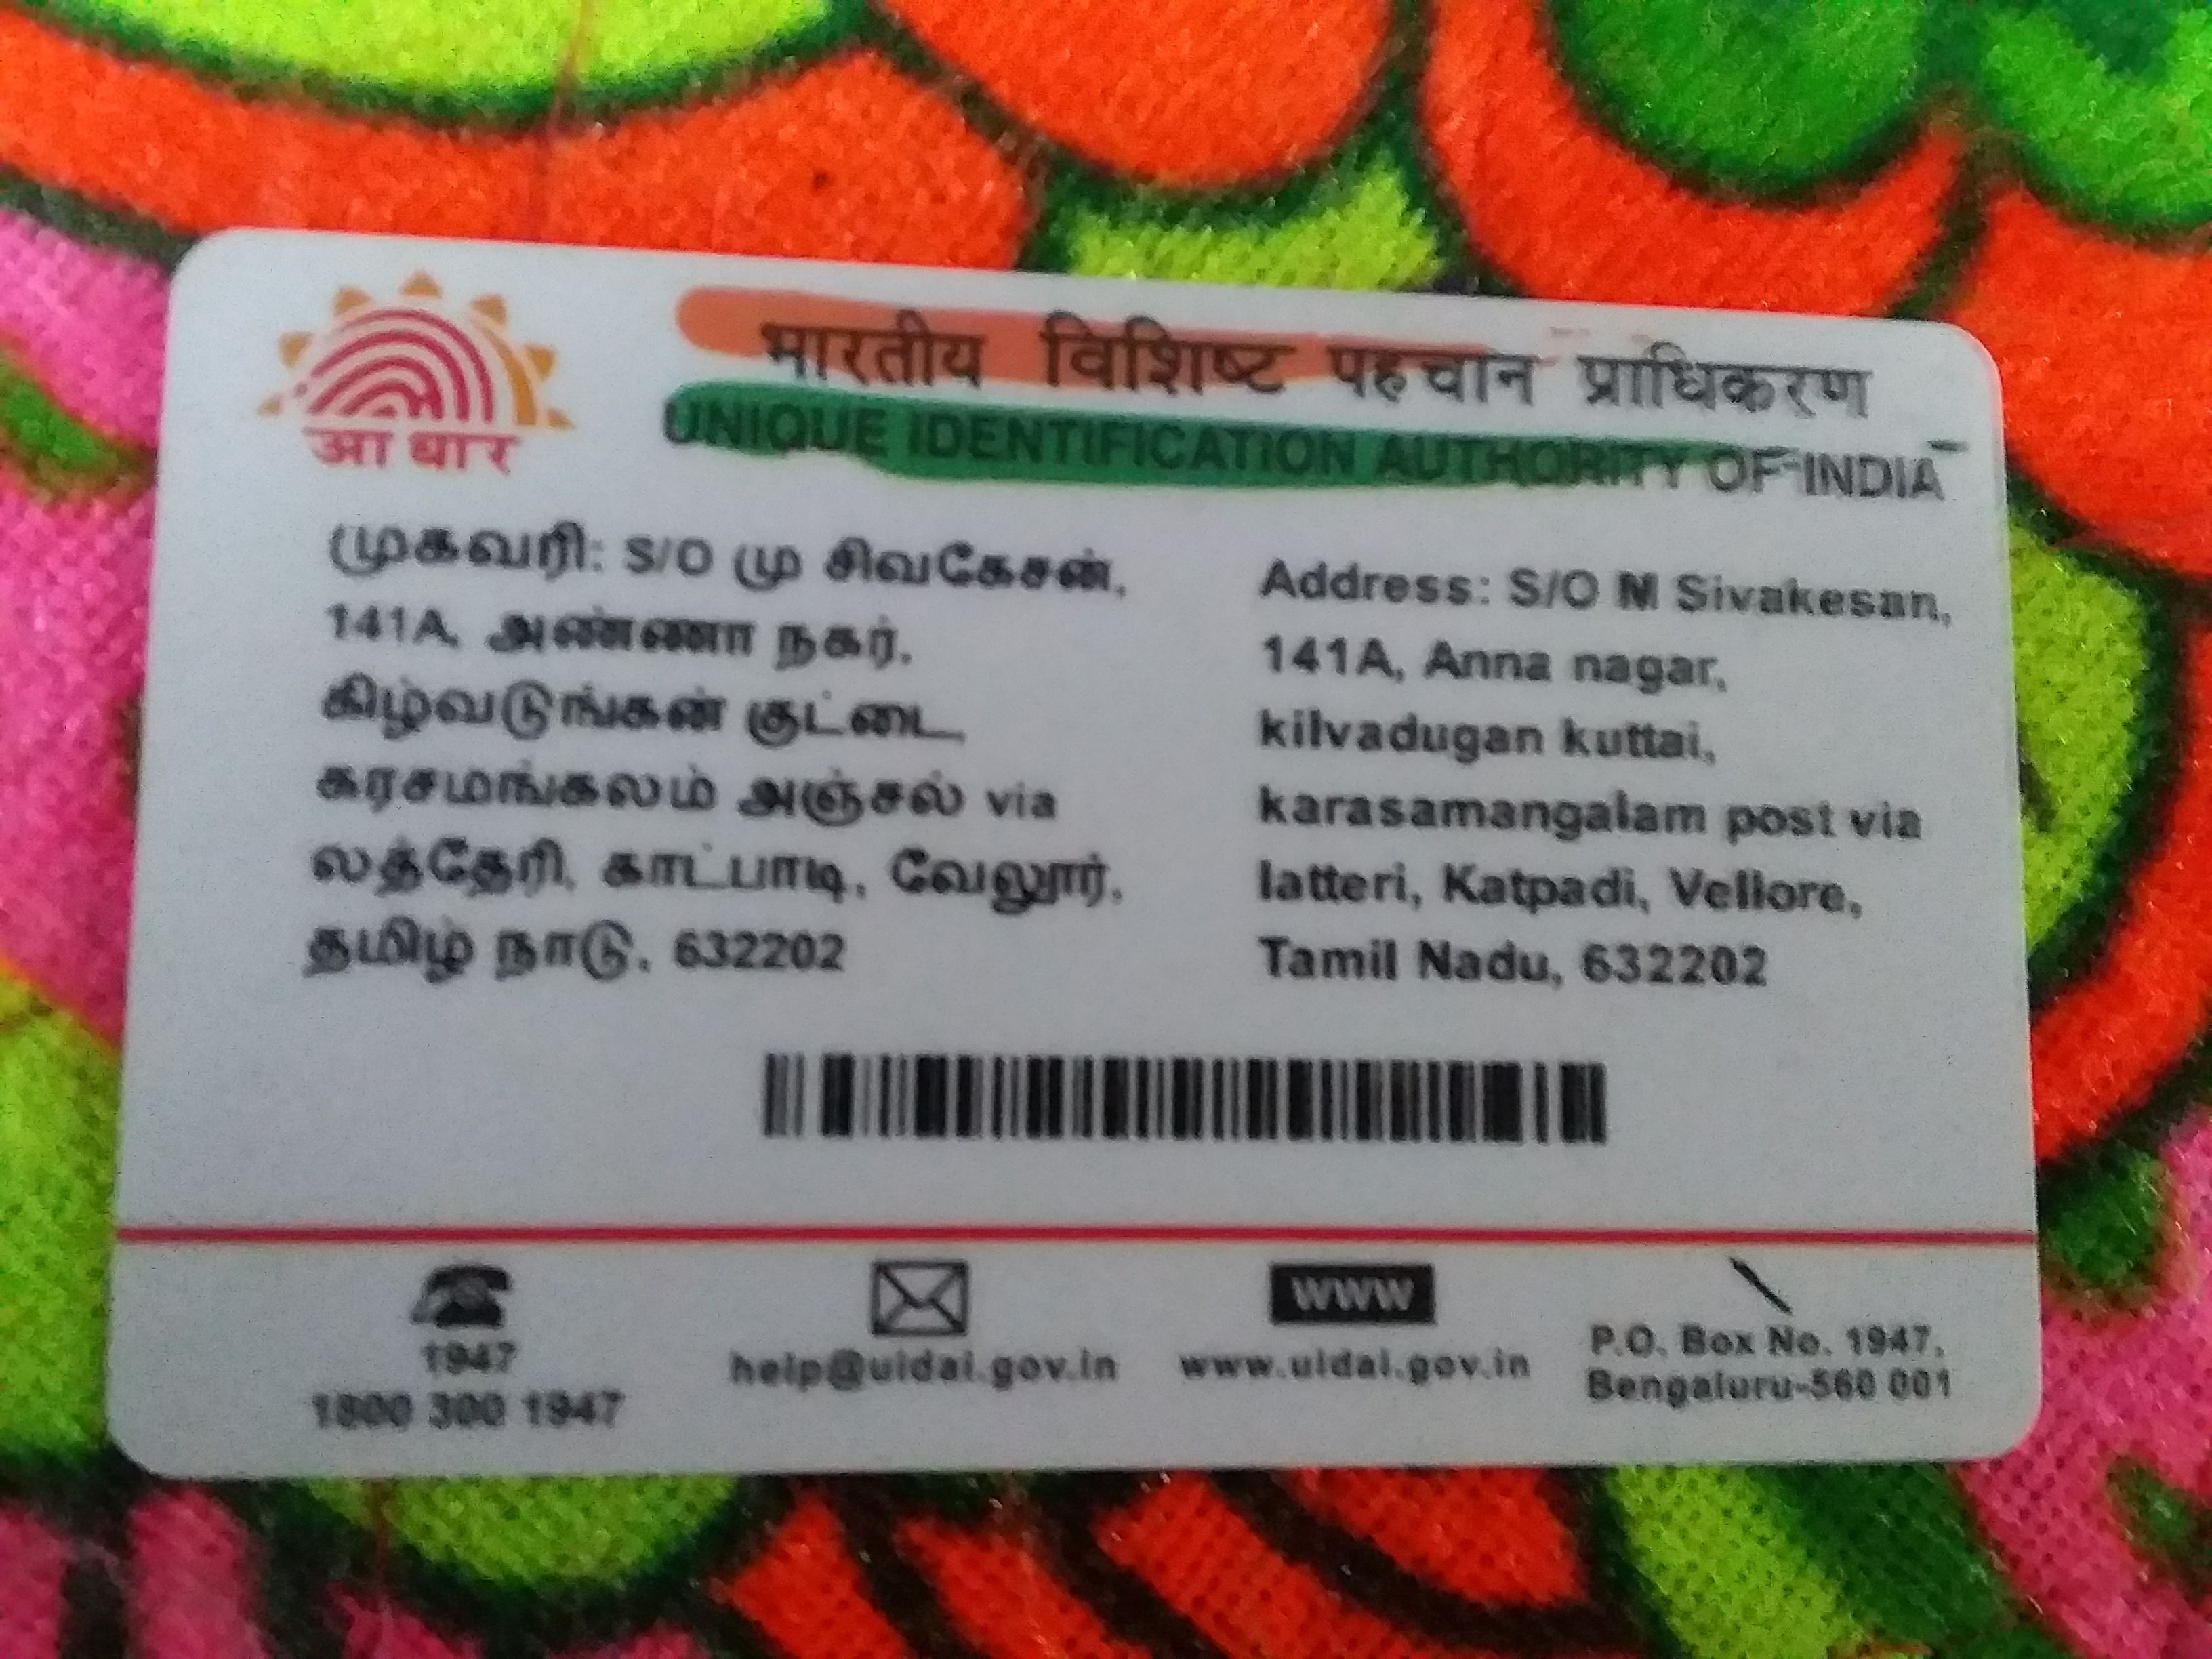 आधार
भारतीय विशिष्ट पहचान प्राधिकरण
UNIQUE IDENTIFICATION AUTHORITY OF INDIA
முகவரி: S/O மு சிவகேசன்,
141A, அண்ணா நகர்,
கிழ்வடுங்கன் குட்டை,
கரசமங்கலம் அஞ்சல் via
லத்தேரி, காட்பாடி, வேலூர்,
தமிழ் நாடு, 632202
Address: S/O M Sivakesan,
141A, Anna nagar,
kilvadugan kuttai,
karasamangalam post via
latteri, Katpadi, Vellore,
Tamil Nadu, 632202
1947
1800 300 1947
help@uidai.gov.in
WWW
www.uidai.gov.in
P.O. Box No. 1947,
Bengaluru-560 001